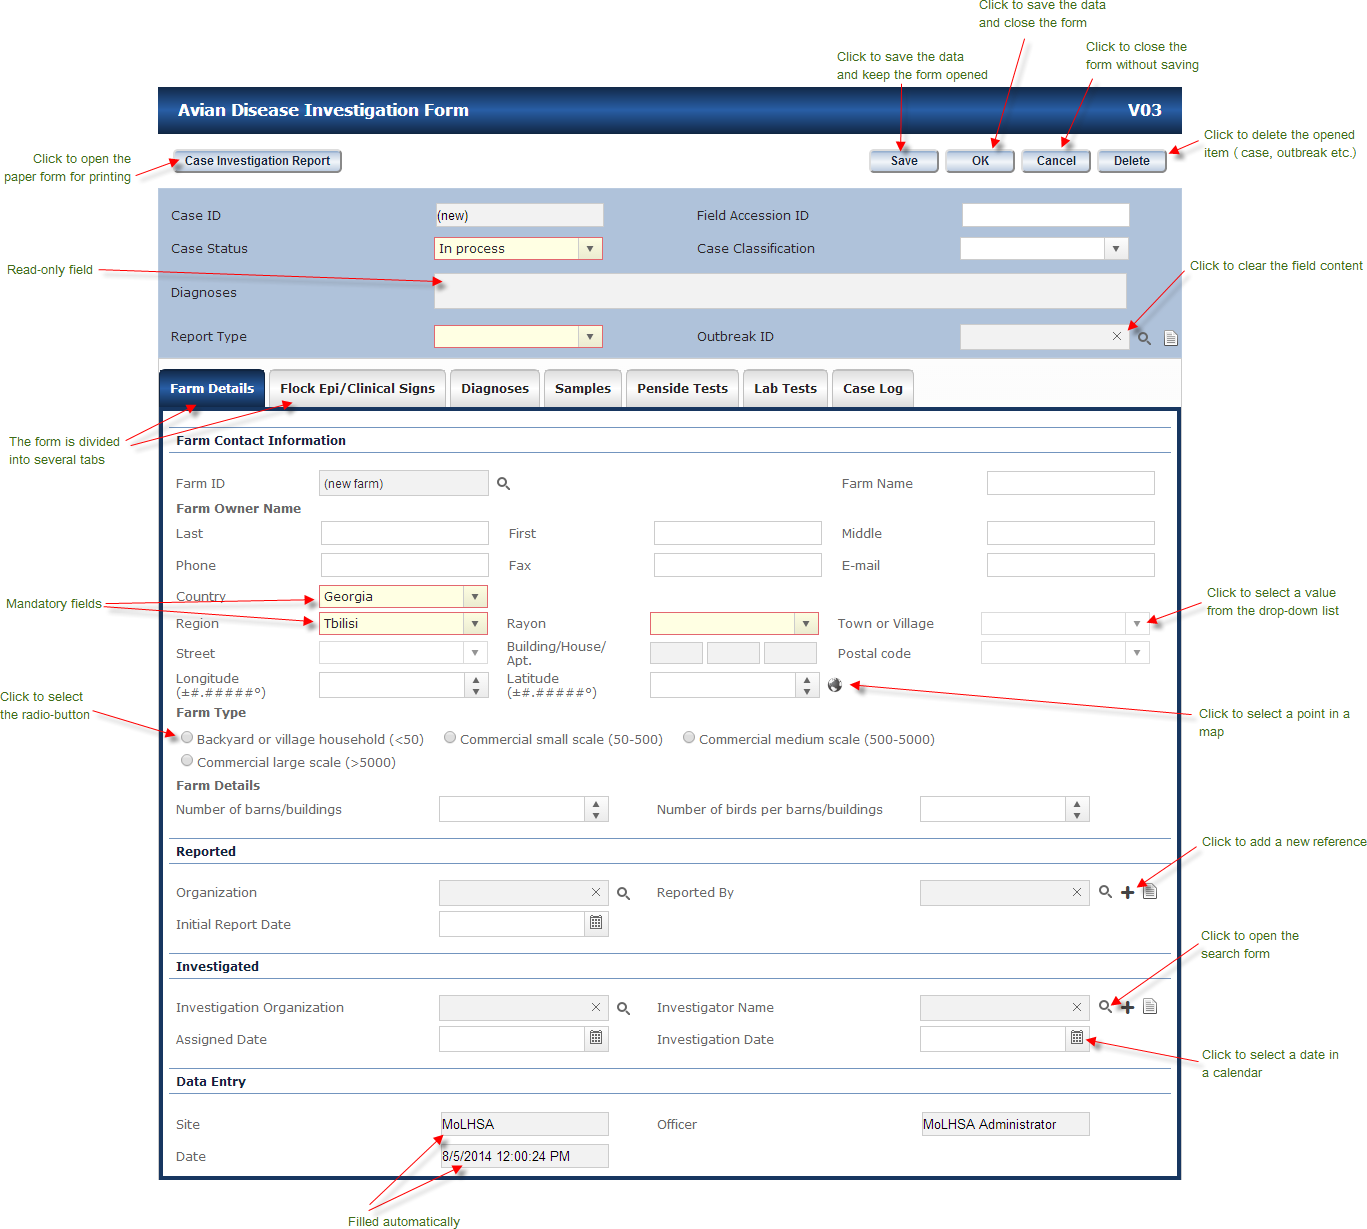 Click to save the data
and close the form
Click to save the data
and keep the form opened
Click to close the
form without saving
Avian Disease Investigation Form V03
Click to delete the opened
item ( case, outbreak etc.)
Click to open the
paper form for printing
Case Investigation Report Save OK Cancel Delete
Case ID (new) Field Accession ID
Case Status In process Case Classification
Read-only field
Click to clear the field content
Diagnoses
Report Type Outbreak ID
Farm Details Flock Epi/Clinical Signs Diagnoses Samples Penside Tests Lab Tests Case Log
The form is divided
into several tabs
Farm Contact Information
Farm ID (new farm) Farm Name
Farm Owner Name
Last First Middle
Phone Fax E-mail
Mandatory fields
Country Georgia
Click to select a value
from the drop-down list
Region Tbilisi Rayon Town or Village
Street Building/House/
Apt. Postal code
Longitude
(±#.#####°) Latitude
(±#.#####°)
Click to select
the radio-button
Click to select a point in a
map
Farm Type
Backyard or village household (<50) Commercial small scale (50-500) Commercial medium scale (500-5000)
Commercial large scale (>5000)
Farm Details
Number of barns/buildings Number of birds per barns/buildings
Reported
Click to add a new reference
Organization Reported By
Initial Report Date
Click to open the
search form
Investigated
Investigation Organization Investigator Name
Assigned Date Investigation Date
Click to select a date in
a calendar
Data Entry
Site MoLHSA Officer MoLHSA Administrator
Date 8/5/2014 12:00:24 PM
Filled automatically